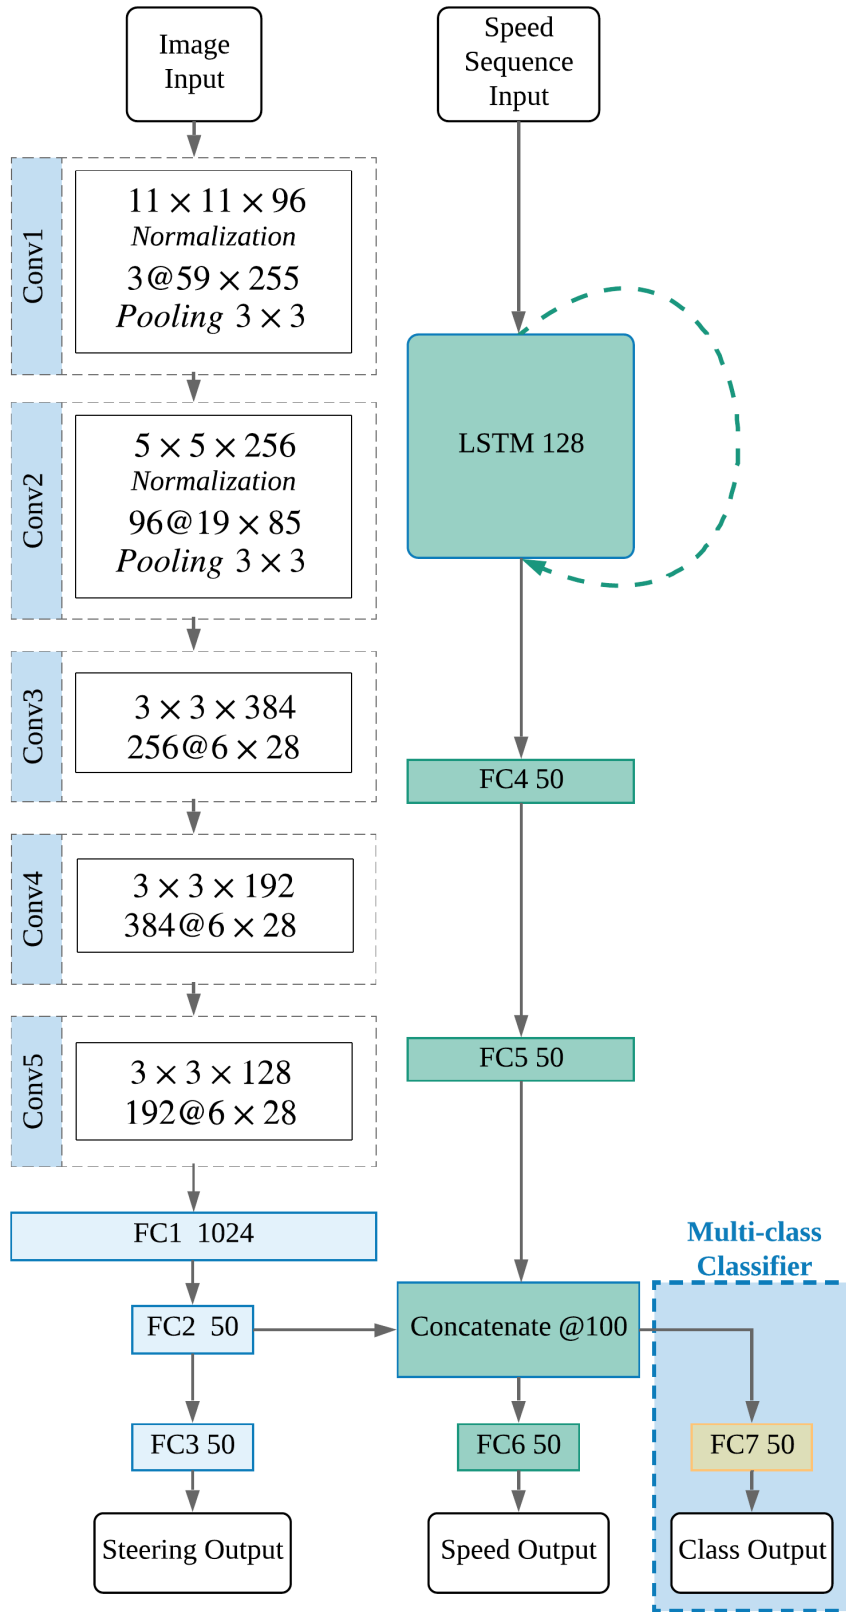 Image
Input
Speed
Sequence
Input
Conv1
11 × 11 × 96
Normalization
3@59 × 255
Pooling 3 × 3
Conv2
5 × 5 × 256
Normalization
96@19 × 85
Pooling 3 × 3
LSTM 128
Conv3
3 × 3 × 384
256@6 × 28
FC4 50
Conv4
3 × 3 × 192
384@6 × 28
Conv5
3 × 3 × 128
192@6 × 28
FC5 50
FC1 1024
Multi-class
Classifier
FC2 50
Concatenate @100
FC3 50
FC6 50
FC7 50
Steering Output
Speed Output
Class Output